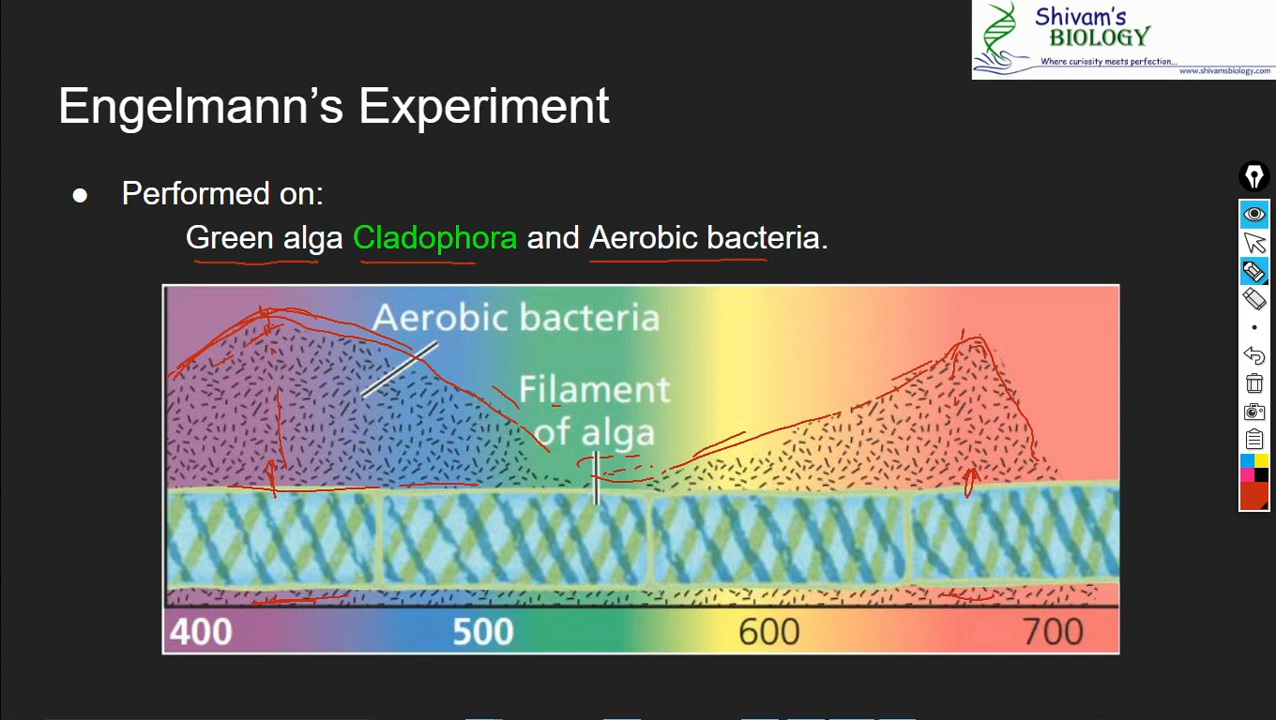 Shivam's
BIOLOGY
Where curiosity meets perfection...
www.shivamsbiology.com
Engelmann’s Experiment
● Performed on:
Green alga Cladophora and Aerobic bacteria.
Aerobic bacteria
Filament
of alga
400 500 600 700